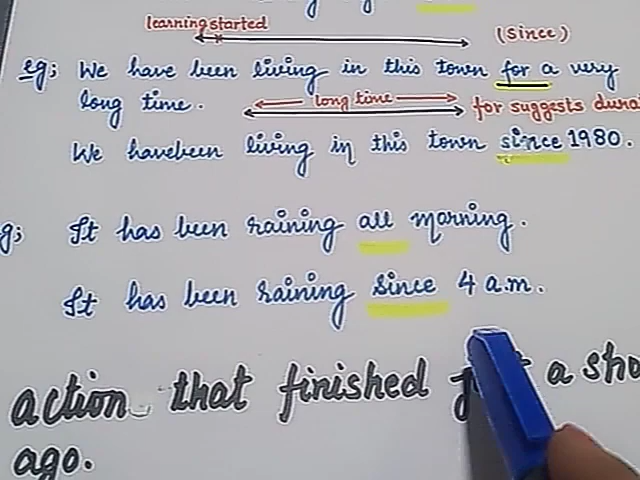 learning started
(since)
eg; We have been living in this town for a very
long time. long time for suggests
We havebeen living in this town since 1980.
g; It has been raining all morning.
It has been raining since 4 a.m.
action that finished a
ago.